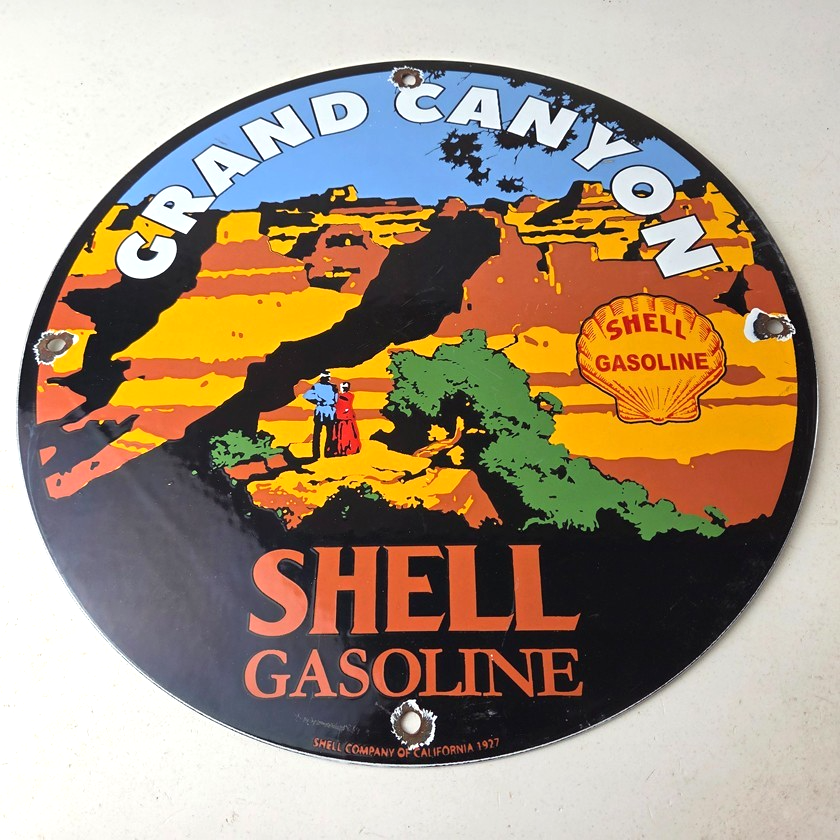 GRAND CANYON
SHELL
GASOLINE
SHELL
GASOLINE
SHELL COMPANY OF CALIFORNIA 1927